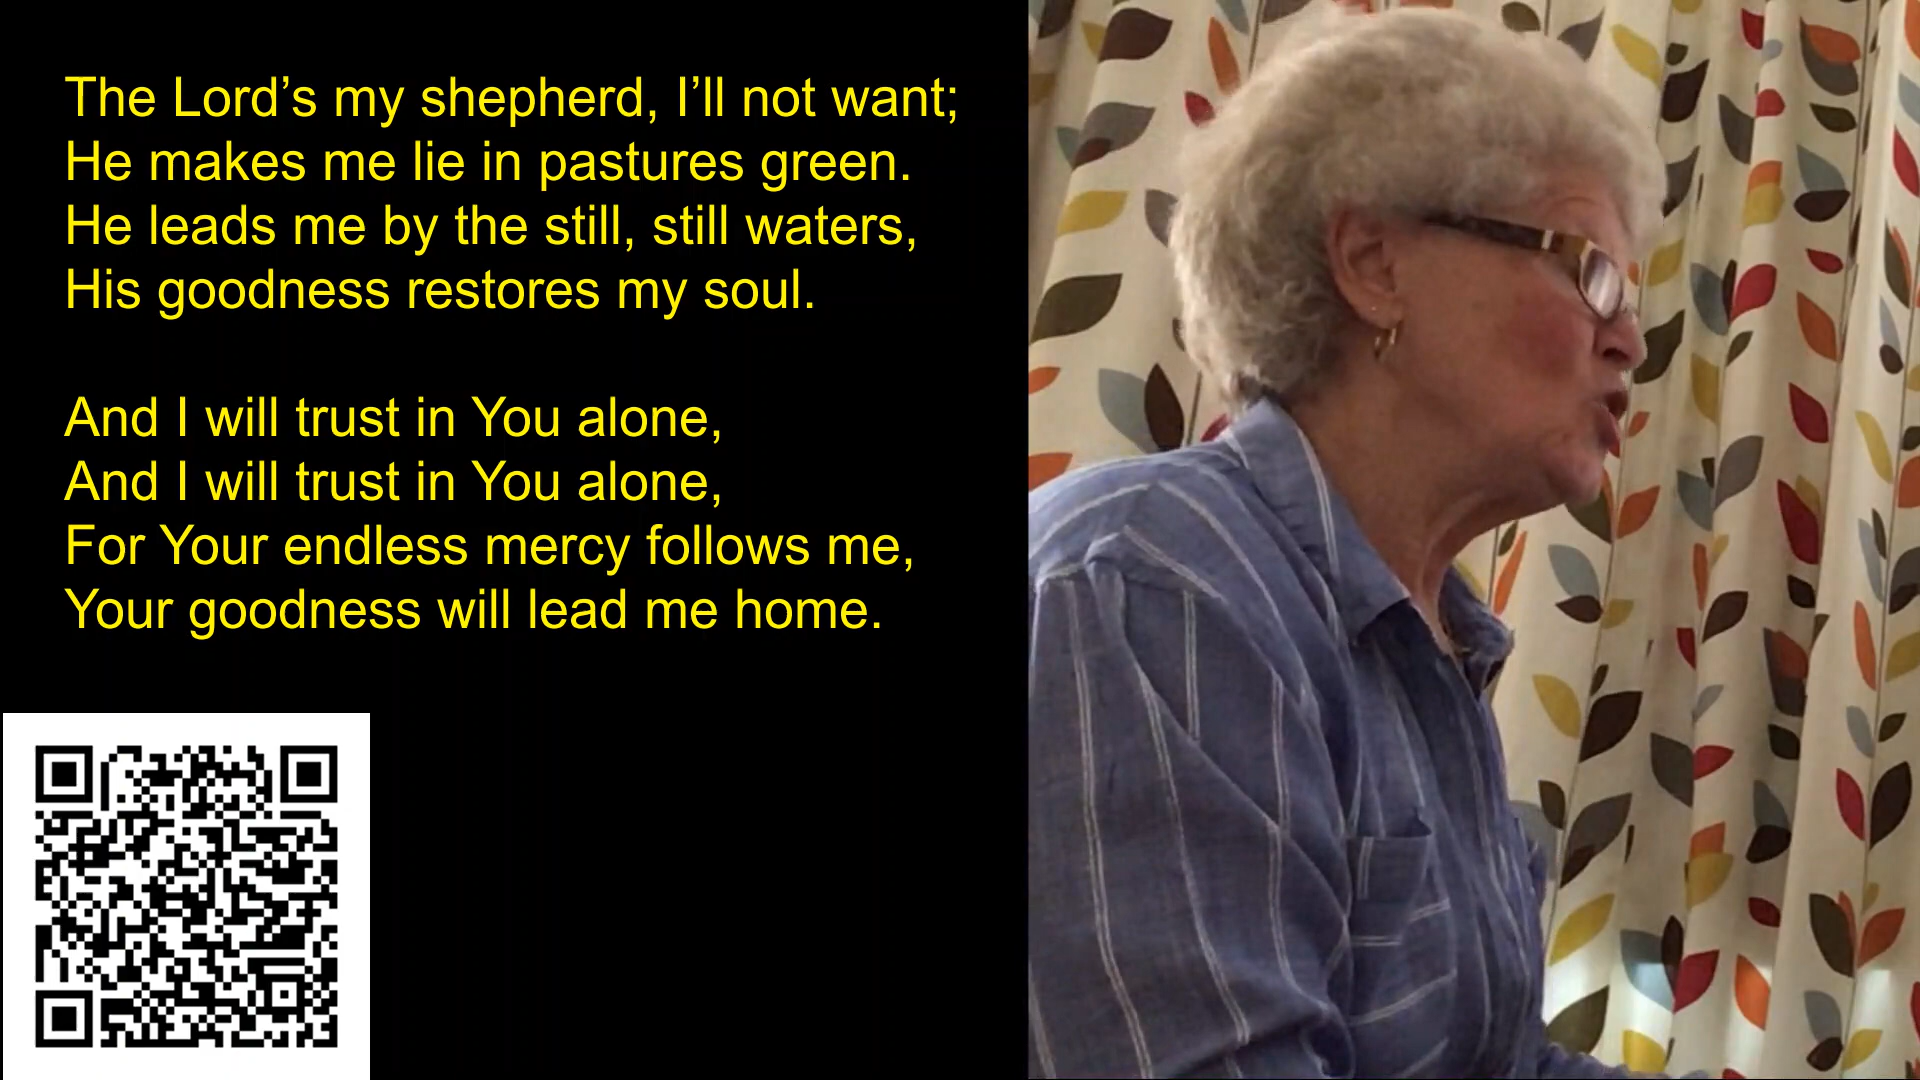 The Lord’s my shepherd, I’ll not want;
He makes me lie in pastures green.
He leads me by the still, still waters,
His goodness restores my soul.
And I will trust in You alone,
And I will trust in You alone,
For Your endless mercy follows me,
Your goodness will lead me home.